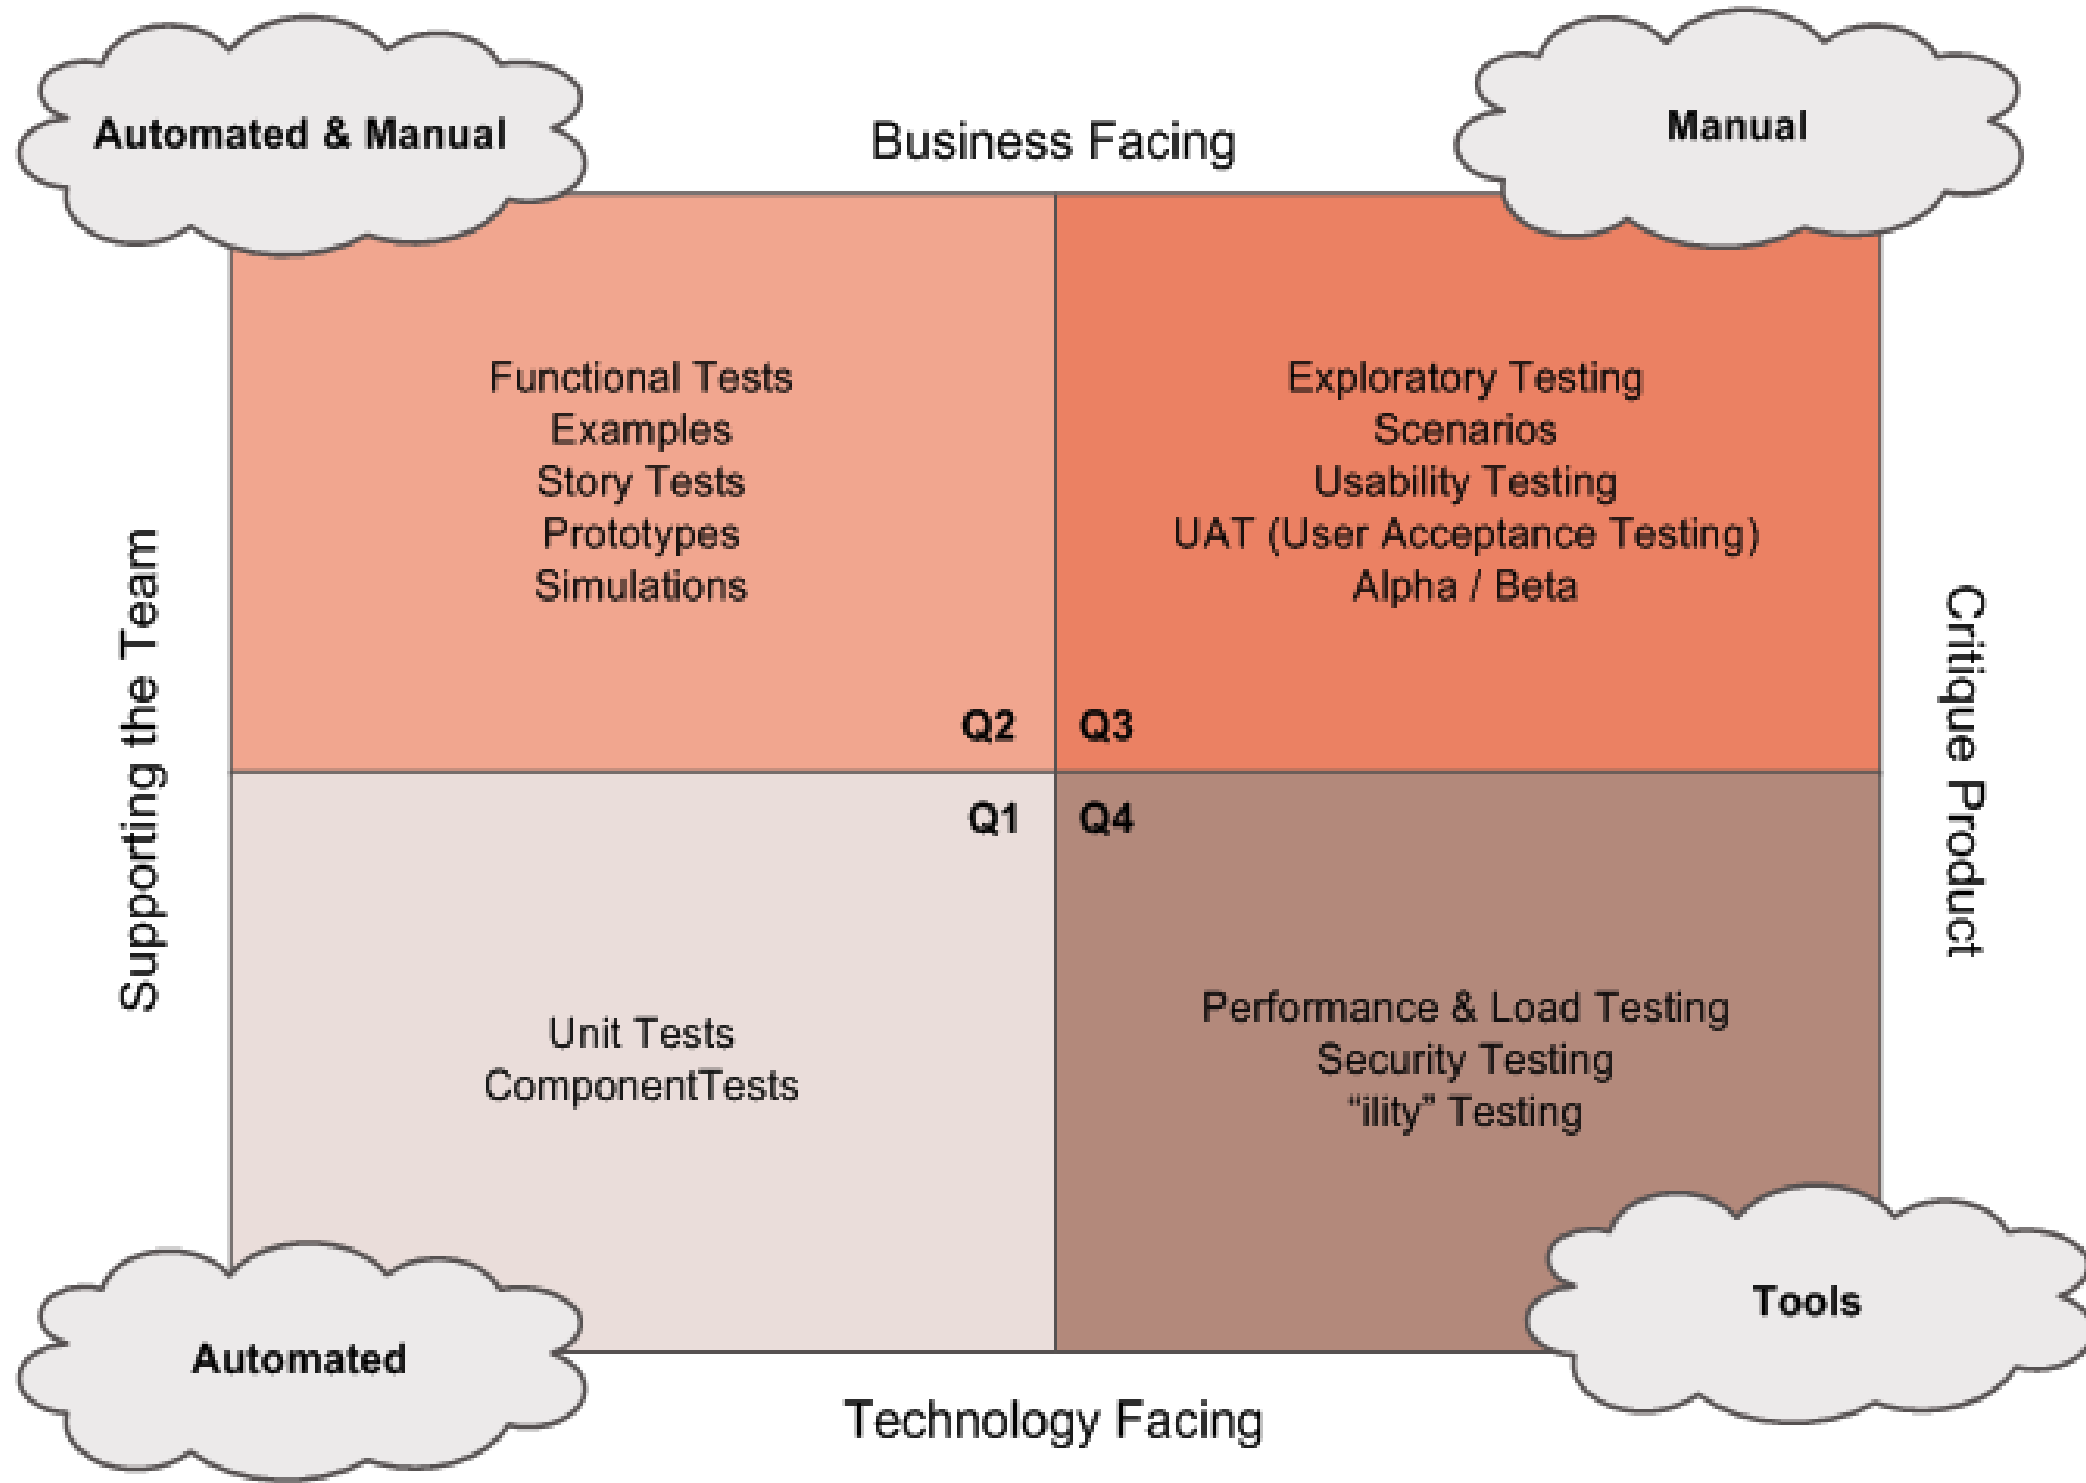 Automated & Manual
Business Facing
Manual
Functional Tests
Examples
Story Tests
Prototypes
Simulations
Q2
Exploratory Testing
Scenarios
Usability Testing
UAT (User Acceptance Testing)
Alpha / Beta
Q3
Supporting the Team
Critique Product
Q1
Unit Tests
ComponentTests
Q4
Performance & Load Testing
Security Testing
“ility” Testing
Automated
Technology Facing
Tools